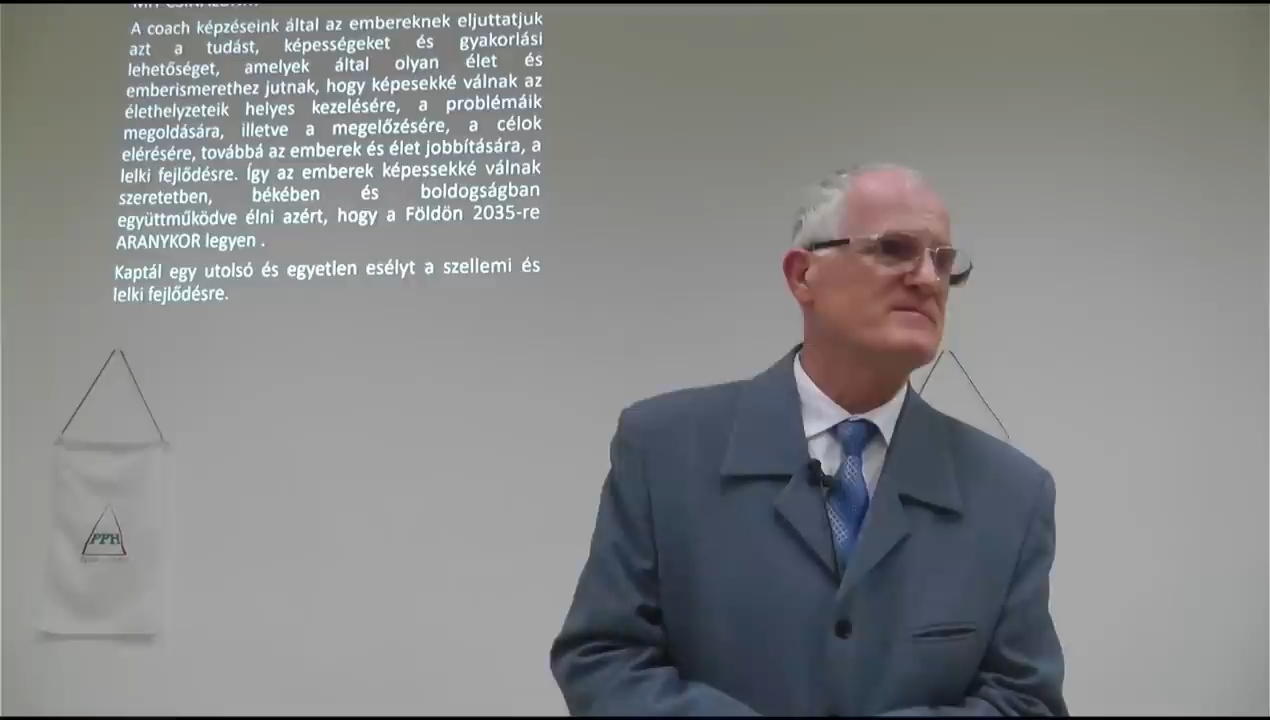 A coach képzéseink által az embereknek eljuttatjuk
azt a tudást, képességeket és gyakorlási
lehetőséget, amelyek által olyan élet és
emberismerethez jutnak, hogy képesekké válnak az
élethelyzeteik helyes kezelésére, a problémáik
megoldására, illetve a megelőzésére, a célok
elérésére, továbbá az emberek és élet jobbítására, a
lelki fejlődésre. Így az emberek képessekké válnak
szeretetben, békében és boldogságban
együttműködve élni azért, hogy a Földön 2035-re
ARANYKOR legyen .
Kaptál egy utolsó és egyetlen esélyt a szellemi és
lelki fejlődésre.
PPH